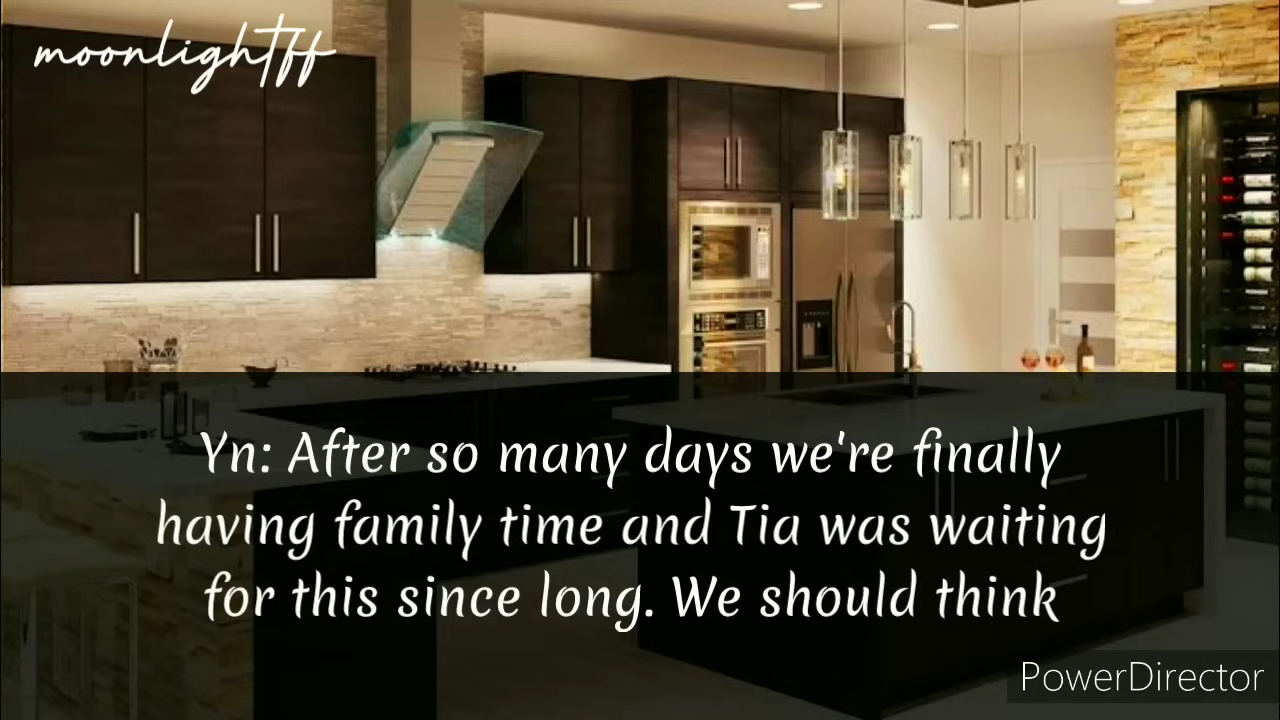 moonlightff
Yn: After so many days we're finally
having family time and Tia was waiting
for this since long. We should think
PowerDirector